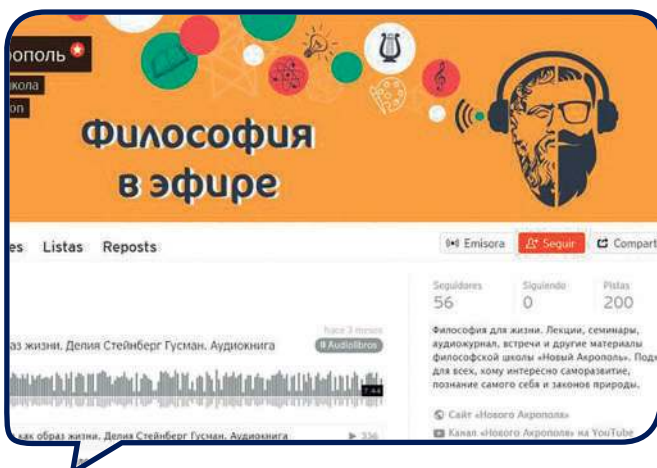 рополь
кола
on
Философия
в эфире
es Listas Reposts
Emisora Seguir Compart
Seguidores Siguiendo Pistas
56 0 200
hace 3 meses
аз жизни. Делия Стейнберг Гусман. Аудиокнига
# Audiolibros
7:44
как образ жизни. Делия Стейнберг Гусман. Аудиокнига 336
Философия для жизни. Лекции, семинары,
аудиожурнал, встречи и другие материалы
философской школы «Новый Акрополь». Подх
для всех, кому интересно саморазвитие,
познание самого себя и законов природы.
Сайт «Нового Акрополя»
Канал «Нового Акрополя» на YouTube